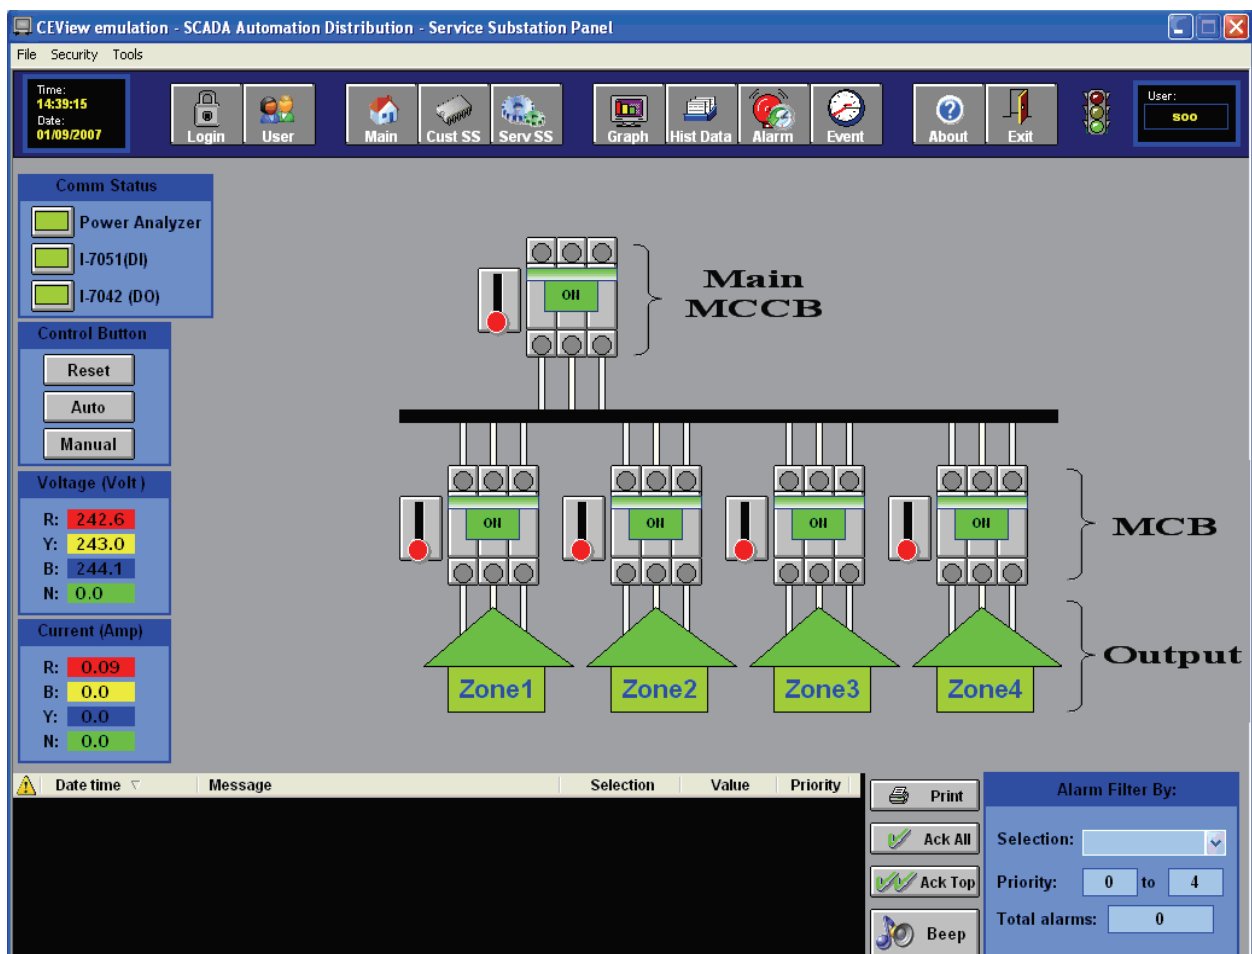 CEView emulation - SCADA Automation Distribution - Service Substation Panel
File Security Tools
Time:
14:39:15
Date:
01/09/2007
Login
User
Main
Cust SS
Serv SS
Graph
Hist Data
Alarm
Event
About
Exit
User:
soo
Comm Status
Power Analyzer
I-7051(DI)
I-7042 (DO)
Control Button
Reset
Auto
Manual
Voltage (Volt)
R: 242.6
Y: 243.0
B: 244.1
N: 0.0
Current (Amp)
R: 0.09
B: 0.0
Y: 0.0
N: 0.0
ON
Main
MCCB
ON
ON
ON
ON
MCB
Zone1
Zone2
Zone3
Zone4
Output
Date time Message Selection Value Priority
Print
Ack All
Ack Top
Beep
Alarm Filter By:
Selection:
Priority: 0 to 4
Total alarms: 0